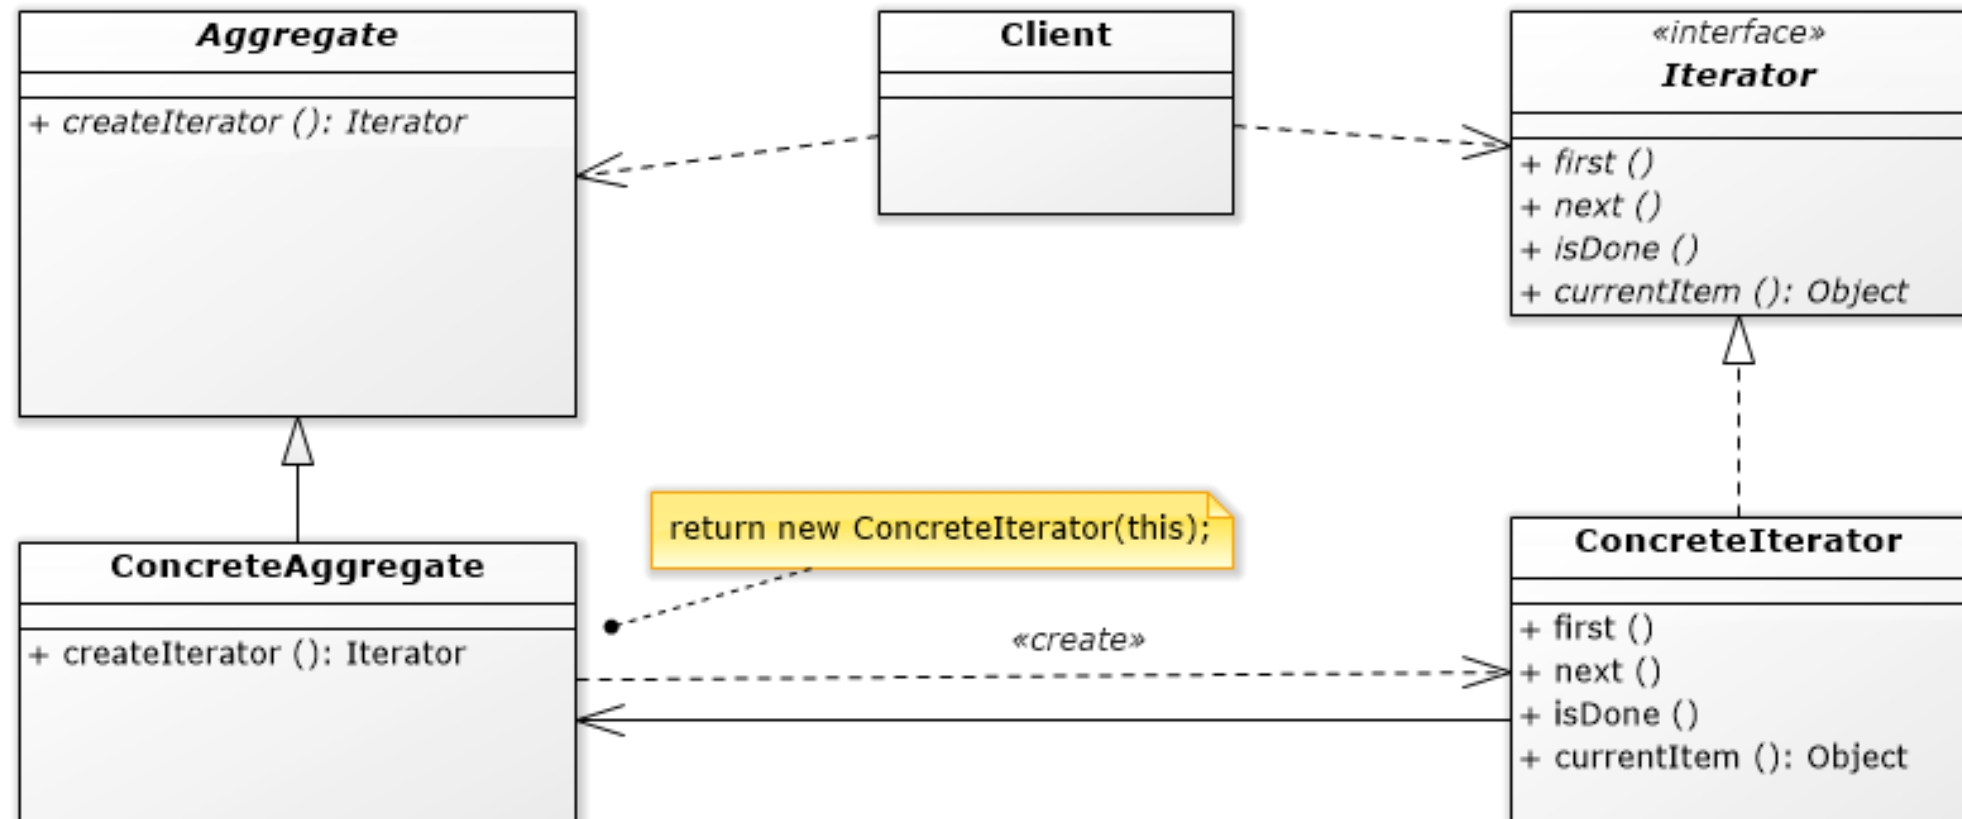 Aggregate
+ createIterator (): Iterator
Client
«interface»
Iterator
+ first ()
+ next ()
+ isDone ()
+ currentItem (): Object
return new ConcreteIterator(this);
ConcreteAggregate
+ createIterator (): Iterator
«create»
ConcreteIterator
+ first ()
+ next ()
+ isDone ()
+ currentItem (): Object